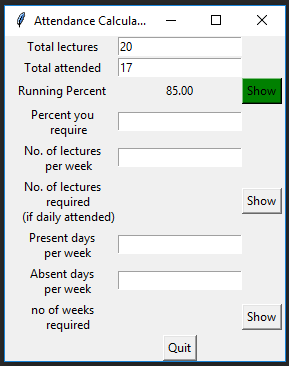 Attendance Calcula...
Total lectures 20
Total attended 17
Running Percent 85.00 Show
Percent you
require
No. of lectures
per week
No. of lectures
required Show
(if daily attended)
Present days
per week
Absent days
per week
no of weeks
required Show
Quit